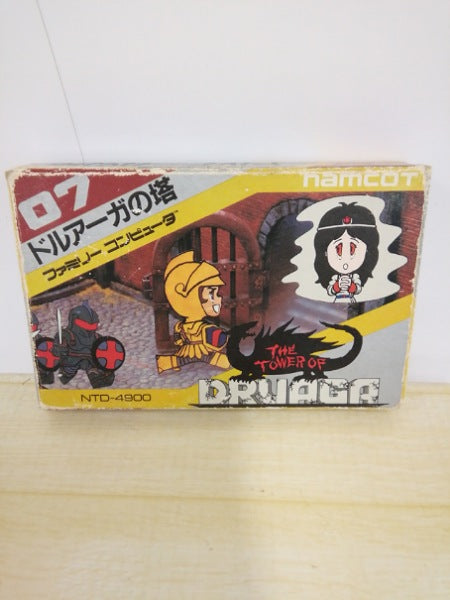 07
namcot
ドルアーガの塔
ファミリーコンピュータ
THE
TOWER OF
DRUAGA
NTD-4900